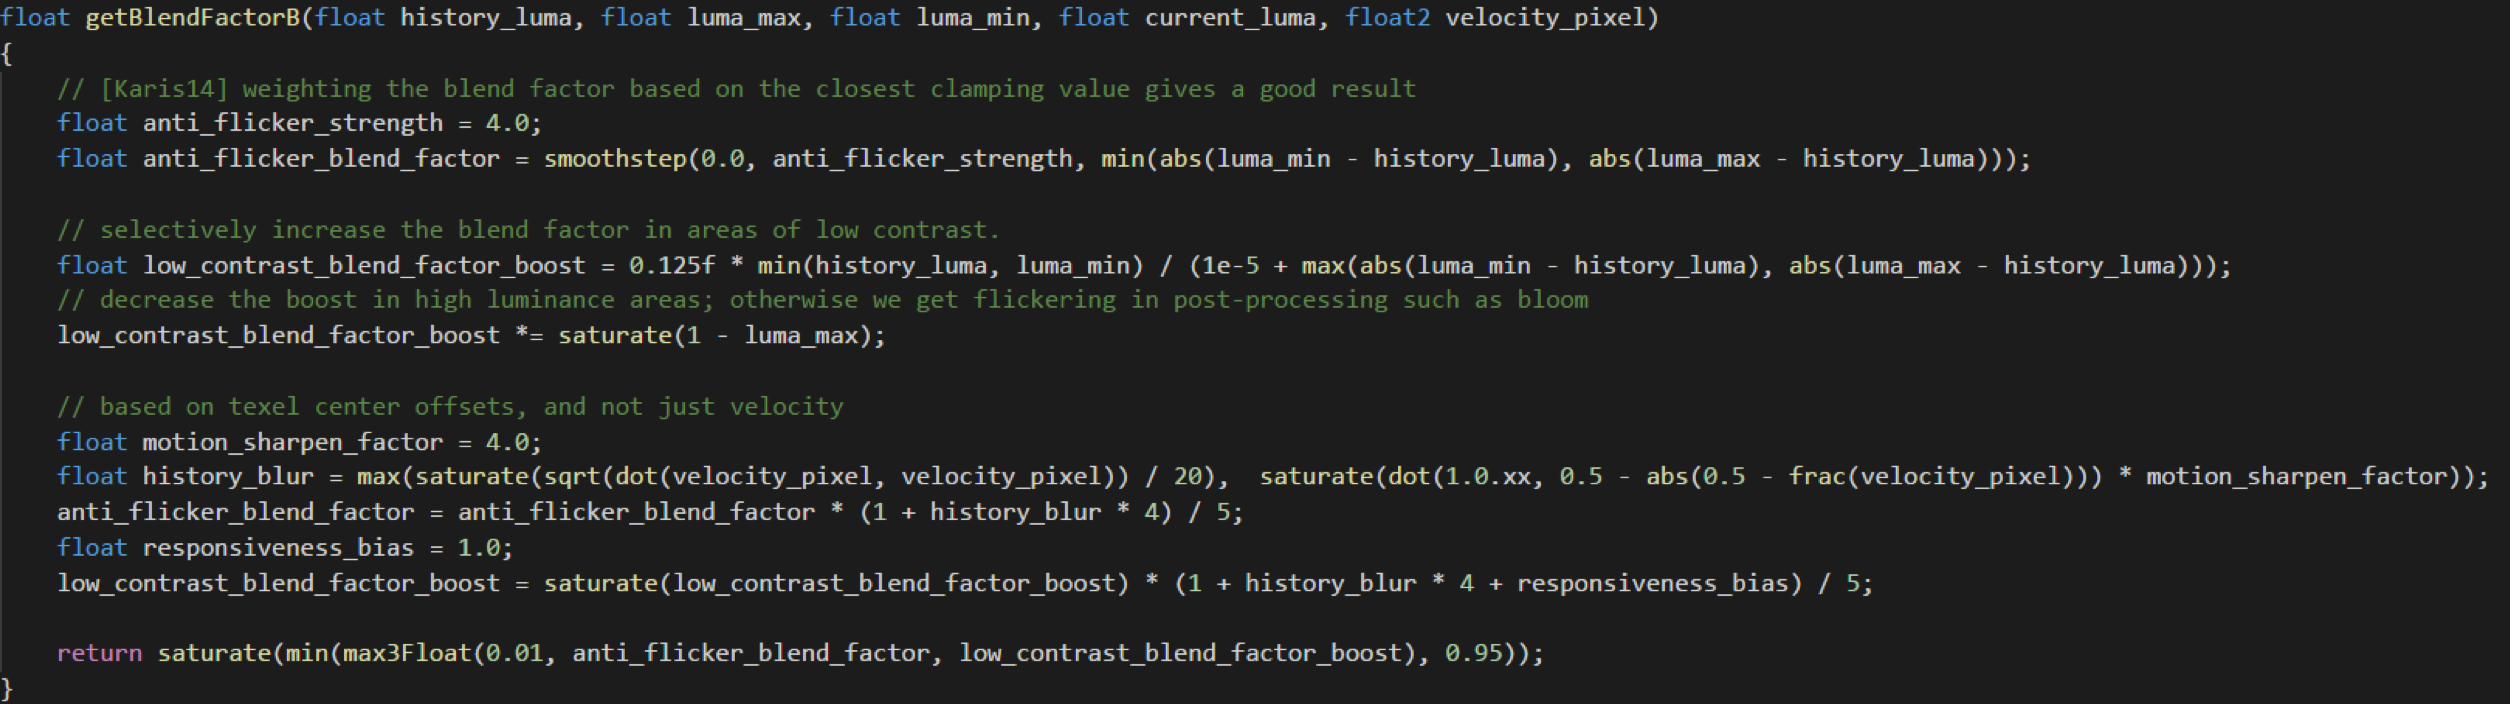 float getBlendFactorB(float history_luma, float luma_max, float luma_min, float current_luma, float2 velocity_pixel)
{
    // [Karis14] weighting the blend factor based on the closest clamping value gives a good result
    float anti_flicker_strength = 4.0;
    float anti_flicker_blend_factor = smoothstep(0.0, anti_flicker_strength, min(abs(luma_min - history_luma), abs(luma_max - history_luma)));

    // selectively increase the blend factor in areas of low contrast.
    float low_contrast_blend_factor_boost = 0.125f * min(history_luma, luma_min) / (1e-5 + max(abs(luma_min - history_luma), abs(luma_max - history_luma)));
    // decrease the boost in high luminance areas; otherwise we get flickering in post-processing such as bloom
    low_contrast_blend_factor_boost *= saturate(1 - luma_max);

    // based on texel center offsets, and not just velocity
    float motion_sharpen_factor = 4.0;
    float history_blur = max(saturate(sqrt(dot(velocity_pixel, velocity_pixel)) / 20),  saturate(dot(1.0.xx, 0.5 - abs(0.5 - frac(velocity_pixel))) * motion_sharpen_factor));
    anti_flicker_blend_factor = anti_flicker_blend_factor * (1 + history_blur * 4) / 5;
    float responsiveness_bias = 1.0;
    low_contrast_blend_factor_boost = saturate(low_contrast_blend_factor_boost) * (1 + history_blur * 4 + responsiveness_bias) / 5;

    return saturate(min(max3Float(0.01, anti_flicker_blend_factor, low_contrast_blend_factor_boost), 0.95));
}